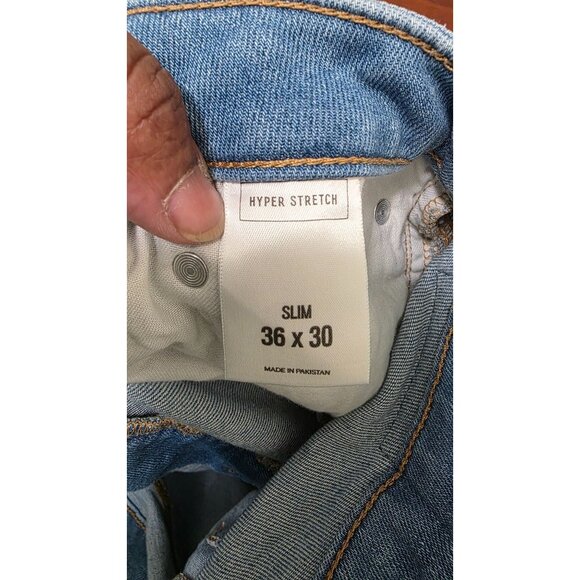 HYPER STRETCH
SLIM
36 x 30
MADE IN PAKISTAN